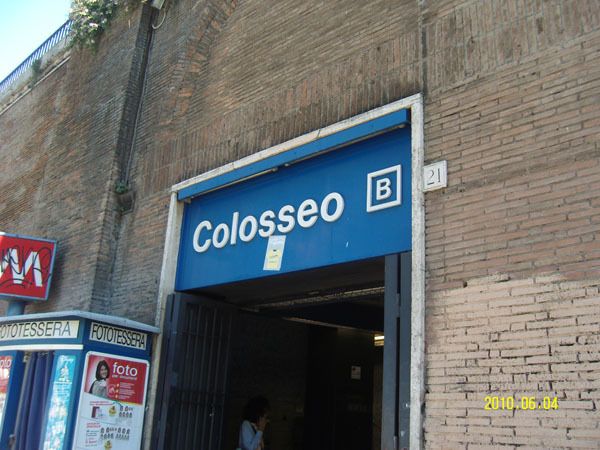 Colosseo B
21
M
FOTOTESSERA
FOTOTESSERA
foto
2010.06.04